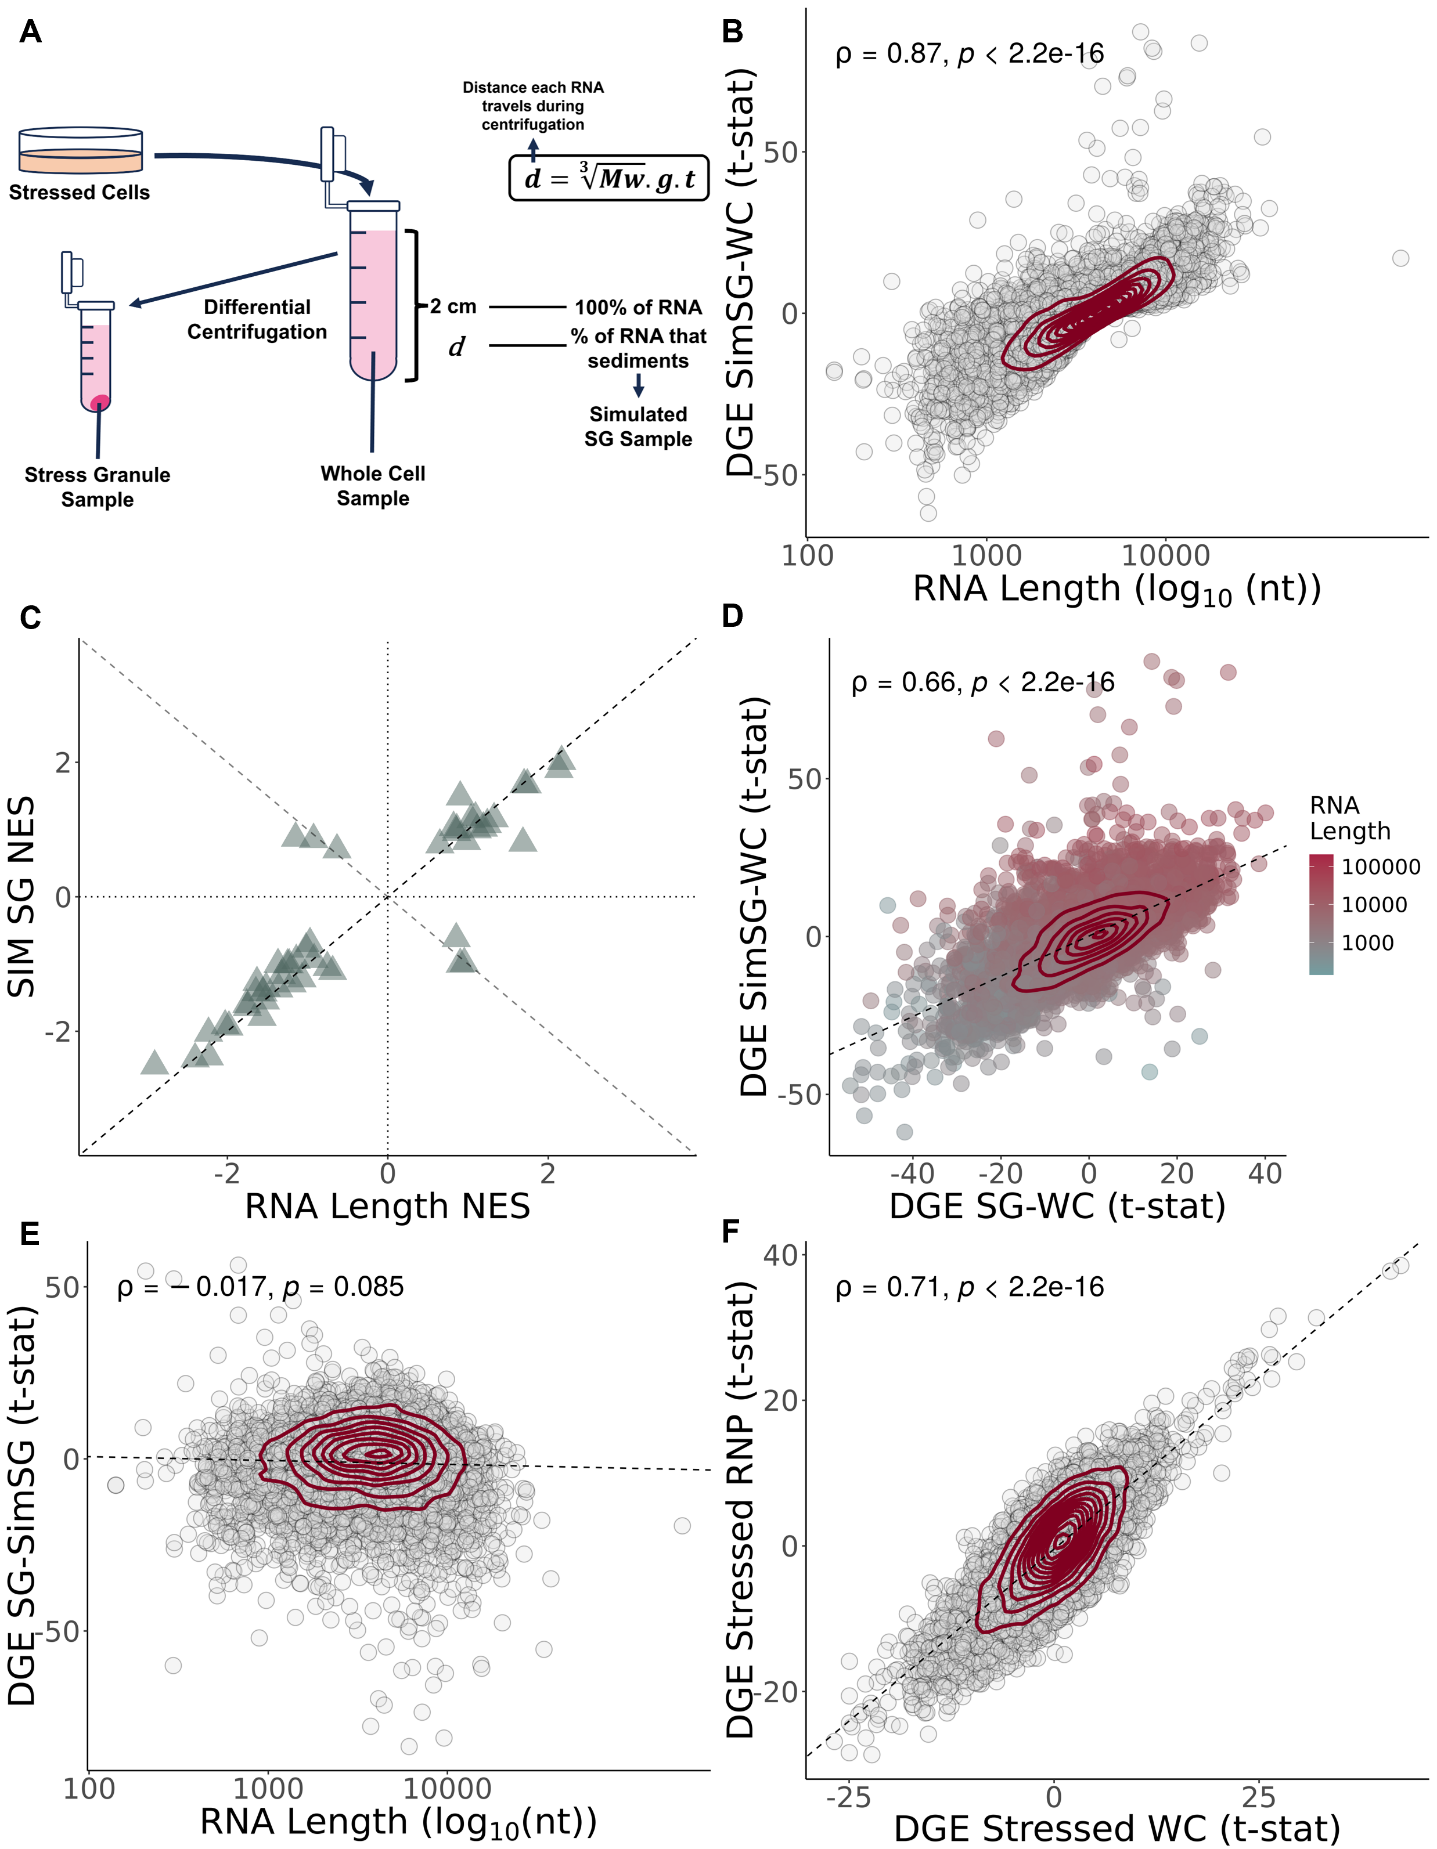 A
Distance each RNA
travels during
centrifugation
d = ∛Mw.g.t
Stressed Cells
Differential
Centrifugation
2 cm
100% of RNA
d
% of RNA that
sediments
Simulated
SG Sample
Stress Granule
Sample
Whole Cell
Sample
B
ρ = 0.87, p < 2.2e-16
DGE SimSG-WC (t-stat)
50
0
-50
100 1000 10000
RNA Length (log₁₀ (nt))
C
SIM SG NES
2
0
-2
-2 0 2
RNA Length NES
D
ρ = 0.66, p < 2.2e-16
DGE SimSG-WC (t-stat)
50
0
-50
-40 -20 0 20 40
DGE SG-WC (t-stat)
RNA
Length
100000
10000
1000
E
ρ = −0.017, p = 0.085
DGE SG-SimSG (t-stat)
50
0
-50
100 1000 10000
RNA Length (log₁₀(nt))
F
ρ = 0.71, p < 2.2e-16
DGE Stressed RNP (t-stat)
40
20
0
-20
-25 0 25
DGE Stressed WC (t-stat)